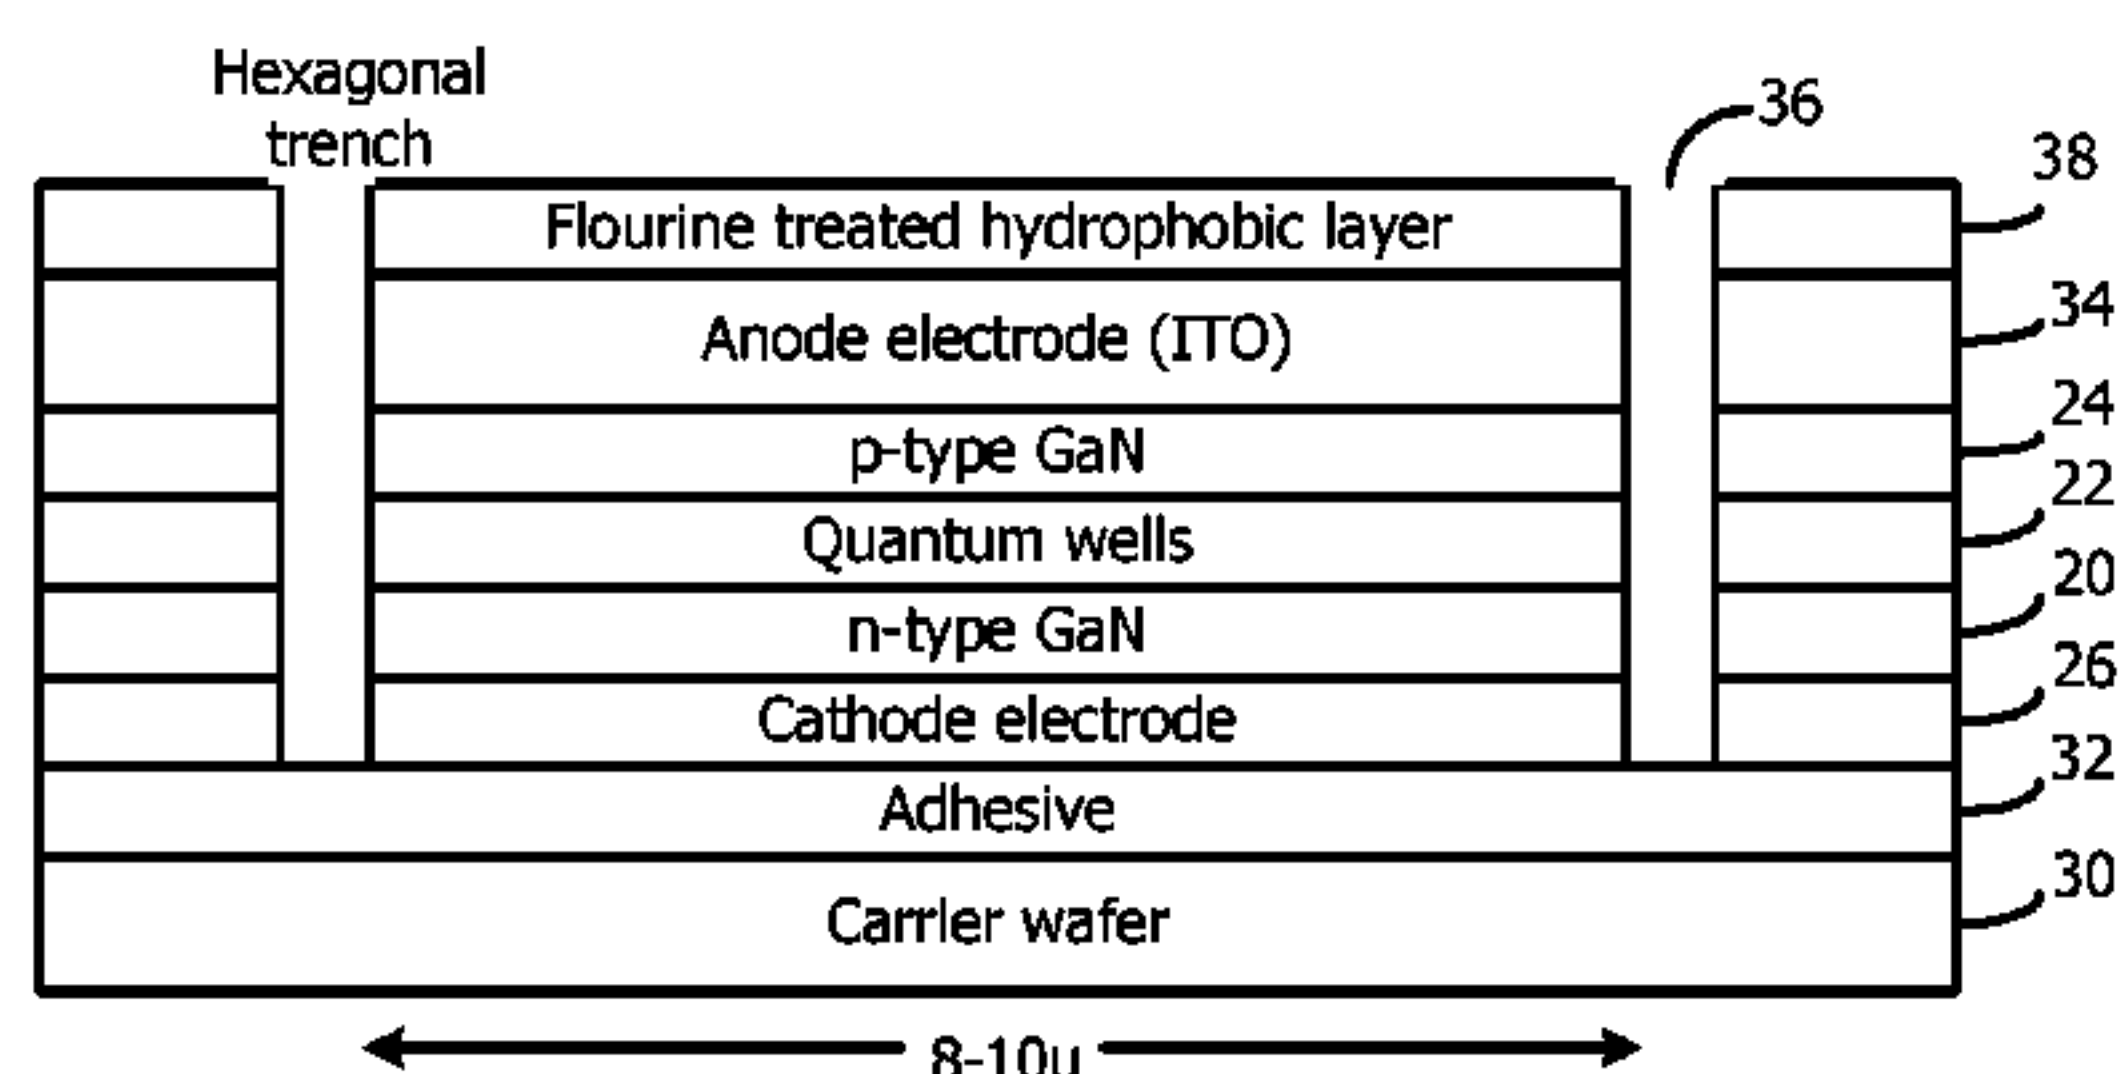 Hexagonal
trench
36
38
Flourine treated hydrophobic layer
34
Anode electrode (ITO)
24
p-type GaN
22
Quantum wells
20
n-type GaN
26
Cathode electrode
32
Adhesive
30
Carrier wafer
8-10u